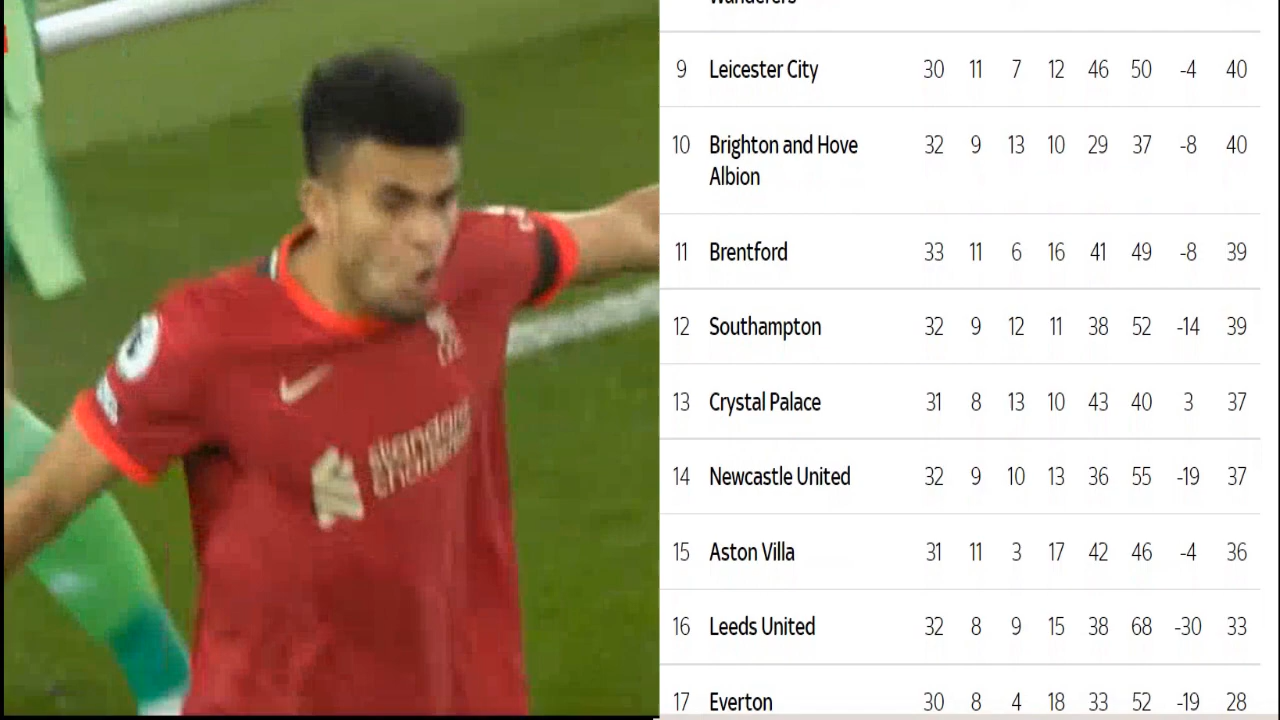 standard
Wanderers
9 Leicester City 30 11 7 12 46 50 -4 40
10 Brighton and Hove 32 9 13 10 29 37 -8 40
Albion
11 Brentford 33 11 6 16 41 49 -8 39
12 Southampton 32 9 12 11 38 52 -14 39
13 Crystal Palace 31 8 13 10 43 40 3 37
14 Newcastle United 32 9 10 13 36 55 -19 37
15 Aston Villa 31 11 3 17 42 46 -4 36
16 Leeds United 32 8 9 15 38 68 -30 33
17 Everton 30 8 4 18 33 52 -19 28